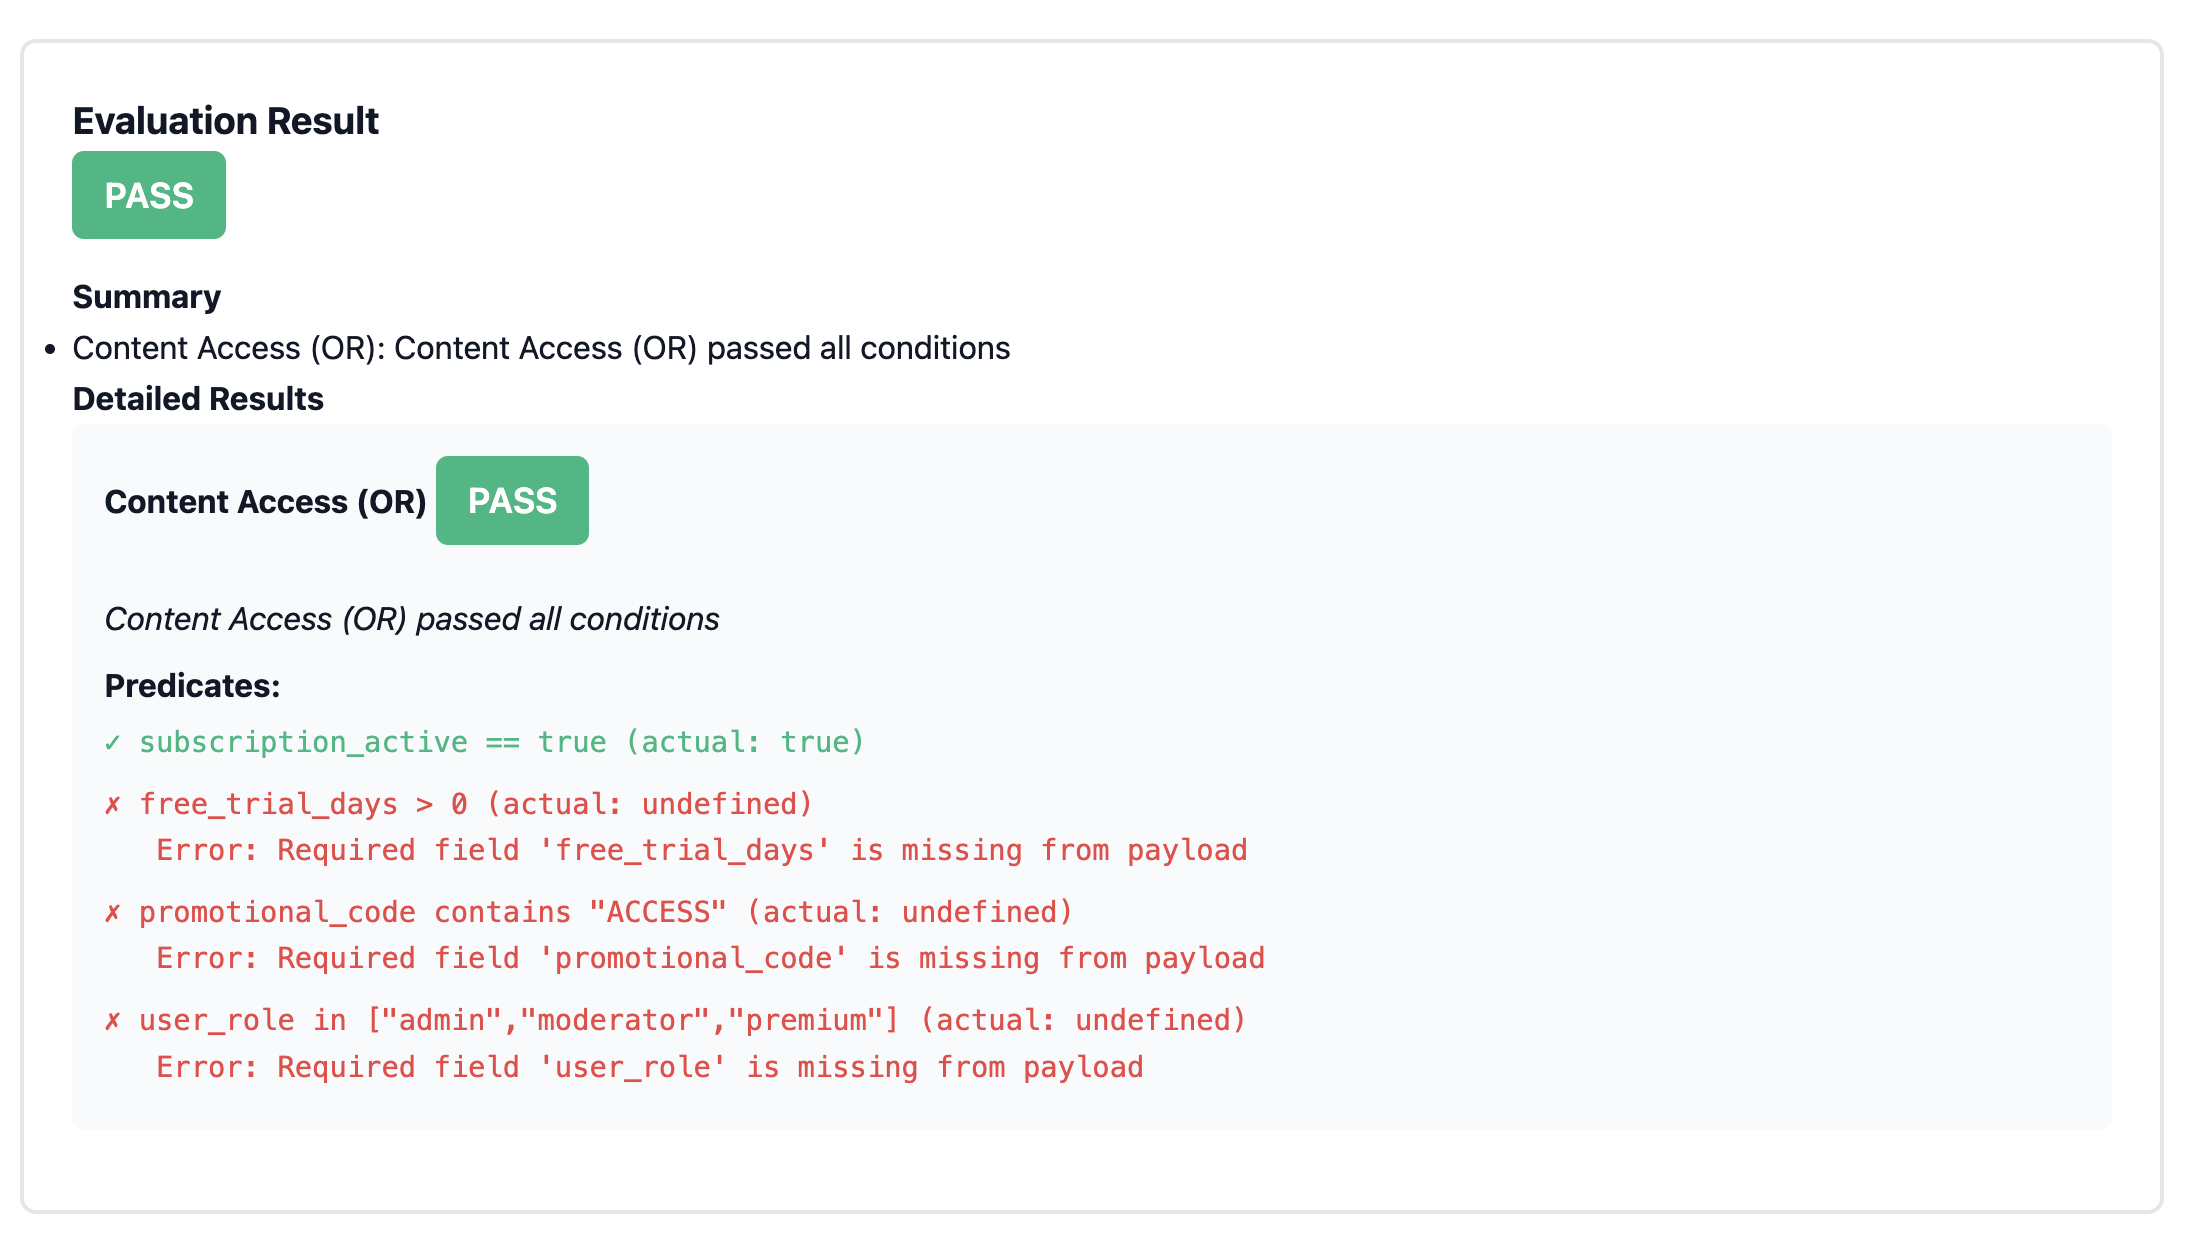 Evaluation Result
PASS
Summary
• Content Access (OR): Content Access (OR) passed all conditions
Detailed Results
Content Access (OR) PASS
Content Access (OR) passed all conditions
Predicates:
✓ subscription_active == true (actual: true)
✗ free_trial_days > 0 (actual: undefined)
Error: Required field 'free_trial_days' is missing from payload
✗ promotional_code contains "ACCESS" (actual: undefined)
Error: Required field 'promotional_code' is missing from payload
✗ user_role in ["admin","moderator","premium"] (actual: undefined)
Error: Required field 'user_role' is missing from payload